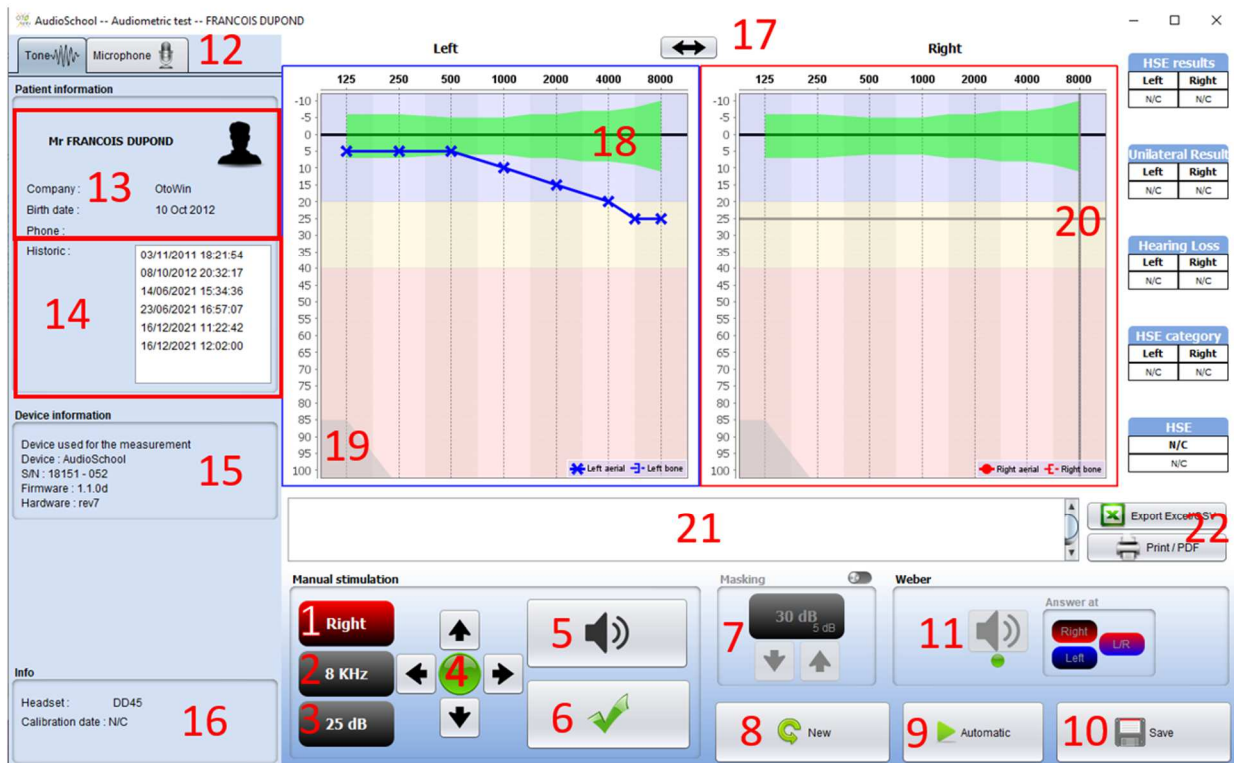 AudioSchool -- Audiometric test -- FRANCOIS DUPOND
Tone
Microphone
12
Patient information
Mr FRANCOIS DUPOND
13
Company : OtoWin
Birth date : 10 Oct 2012
Phone :
Historic :
14
03/11/2011 18:21:54
08/10/2012 20:32:17
14/06/2021 15:34:36
23/06/2021 16:57:07
16/12/2021 11:22:42
16/12/2021 12:02:00
Device information
Device used for the measurement
Device : AudioSchool
S/N : 18151 - 052
Firmware : 1.1.0d
Hardware : rev7
15
Info
Headset : DD45
Calibration date : N/C
16
Left
17
Right
125 250 500 1000 2000 4000 8000
-10
-5
0
5
10
15
20
25
30
35
40
45
50
55
60
65
70
75
80
85
90
95
100
18
19
Left aerial Left bone
125 250 500 1000 2000 4000 8000
-10
-5
0
5
10
15
20
25
30
35
40
45
50
55
60
65
70
75
80
85
90
95
100
20
Right aerial Right bone
HSE results
Left Right
N/C N/C
Unilateral Result
Left Right
N/C N/C
Hearing Loss
Left Right
N/C N/C
HSE category
Left Right
N/C N/C
HSE
N/C
N/C
21
Export Excel/CSV
22
Print / PDF
Manual stimulation
1 Right
2 8 KHz
3 25 dB
4
5
6
Masking
7
30 dB
5 dB
Weber
11
Answer at
Right
L/R
Left
8 New
9 Automatic
10 Save